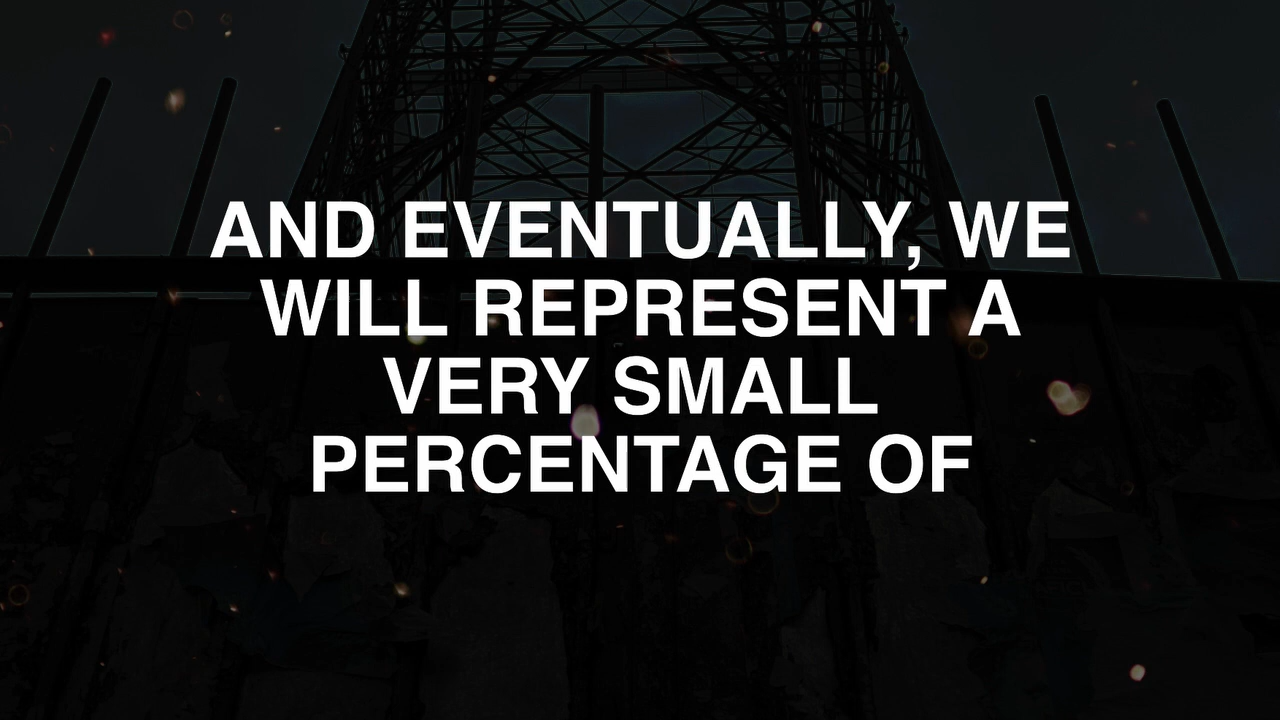 AND EVENTUALLY, WE
WILL REPRESENT A
VERY SMALL
PERCENTAGE OF